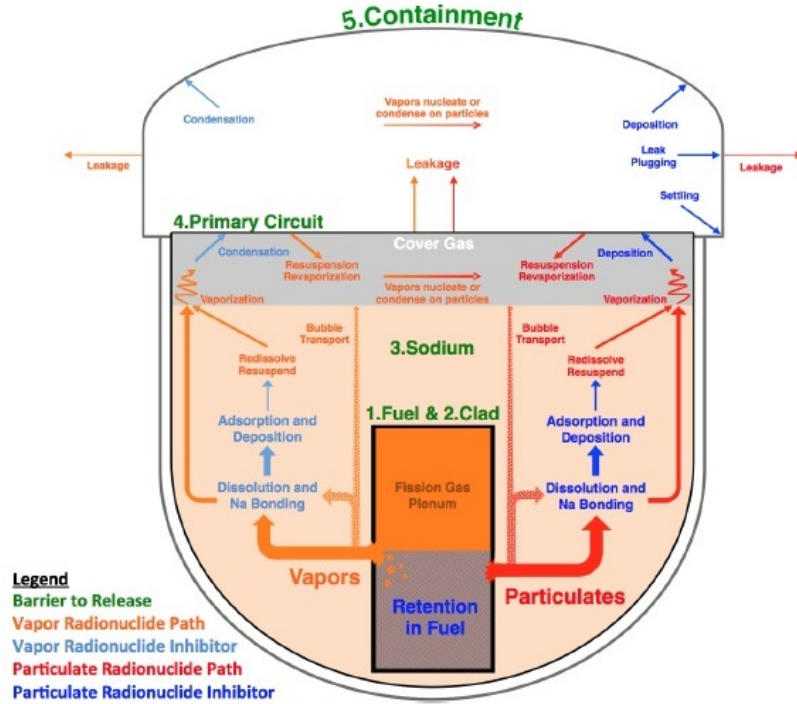 5.Containment
Condensation
Vapors nucleate or
condense on particles
Deposition
Leak
Plugging
Leakage
Leakage
Leakage
Settling
4.Primary Circuit
Cover Gas
Condensation
Resuspension
Revaporization
Vapors nucleate or
condense on particles
Resuspension
Revaporization
Deposition
Vaporization
Vaporization
Bubble
Transport
Bubble
Transport
3.Sodium
Redissolve
Resuspend
Redissolve
Resuspend
1.Fuel & 2.Clad
Adsorption and
Deposition
Adsorption and
Deposition
Fission Gas
Plenum
Dissolution and
Na Bonding
Dissolution and
Na Bonding
Vapors
Retention
in Fuel
Particulates
Legend
Barrier to Release
Vapor Radionuclide Path
Vapor Radionuclide Inhibitor
Particulate Radionuclide Path
Particulate Radionuclide Inhibitor